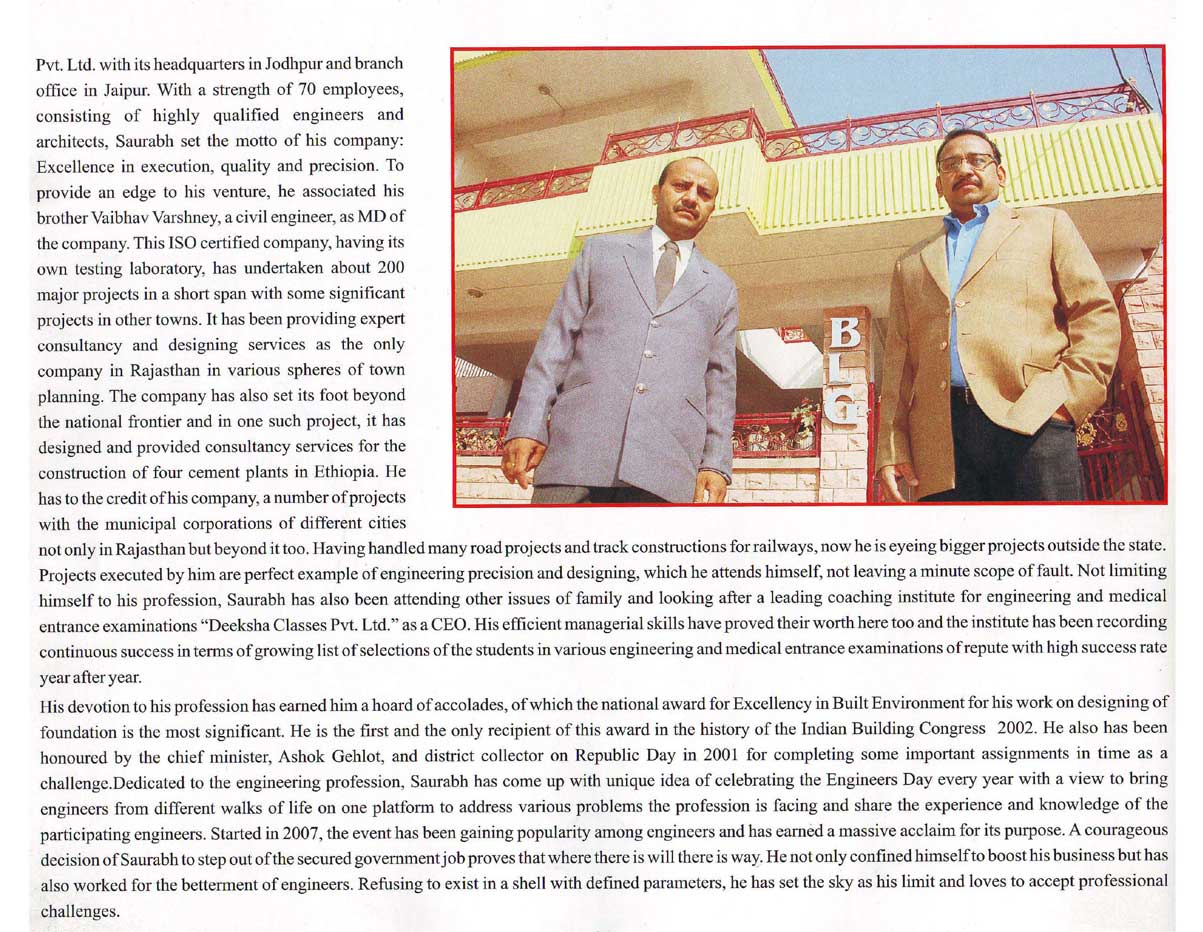 Pvt. Ltd. with its headquarters in Jodhpur and branch
office in Jaipur. With a strength of 70 employees,
consisting of highly qualified engineers and
architects, Saurabh set the motto of his company:
Excellence in execution, quality and precision. To
provide an edge to his venture, he associated his
brother Vaibhav Varshney, a civil engineer, as MD of
the company. This ISO certified company, having its
own testing laboratory, has undertaken about 200
major projects in a short span with some significant
projects in other towns. It has been providing expert
consultancy and designing services as the only
company in Rajasthan in various spheres of town
planning. The company has also set its foot beyond
the national frontier and in one such project, it has
designed and provided consultancy services for the
construction of four cement plants in Ethiopia. He
has to the credit of his company, a number of projects
with the municipal corporations of different cities
not only in Rajasthan but beyond it too. Having handled many road projects and track constructions for railways, now he is eyeing bigger projects outside the state.
Projects executed by him are perfect example of engineering precision and designing, which he attends himself, not leaving a minute scope of fault. Not limiting
himself to his profession, Saurabh has also been attending other issues of family and looking after a leading coaching institute for engineering and medical
entrance examinations “Deeksha Classes Pvt. Ltd.” as a CEO. His efficient managerial skills have proved their worth here too and the institute has been recording
continuous success in terms of growing list of selections of the students in various engineering and medical entrance examinations of repute with high success rate
year after year.
His devotion to his profession has earned him a hoard of accolades, of which the national award for Excellency in Built Environment for his work on designing of
foundation is the most significant. He is the first and the only recipient of this award in the history of the Indian Building Congress 2002. He also has been
honoured by the chief minister, Ashok Gehlot, and district collector on Republic Day in 2001 for completing some important assignments in time as a
challenge.Dedicated to the engineering profession, Saurabh has come up with unique idea of celebrating the Engineers Day every year with a view to bring
engineers from different walks of life on one platform to address various problems the profession is facing and share the experience and knowledge of the
participating engineers. Started in 2007, the event has been gaining popularity among engineers and has earned a massive acclaim for its purpose. A courageous
decision of Saurabh to step out of the secured government job proves that where there is will there is way. He not only confined himself to boost his business but has
also worked for the betterment of engineers. Refusing to exist in a shell with defined parameters, he has set the sky as his limit and loves to accept professional
challenges.
B
I
G